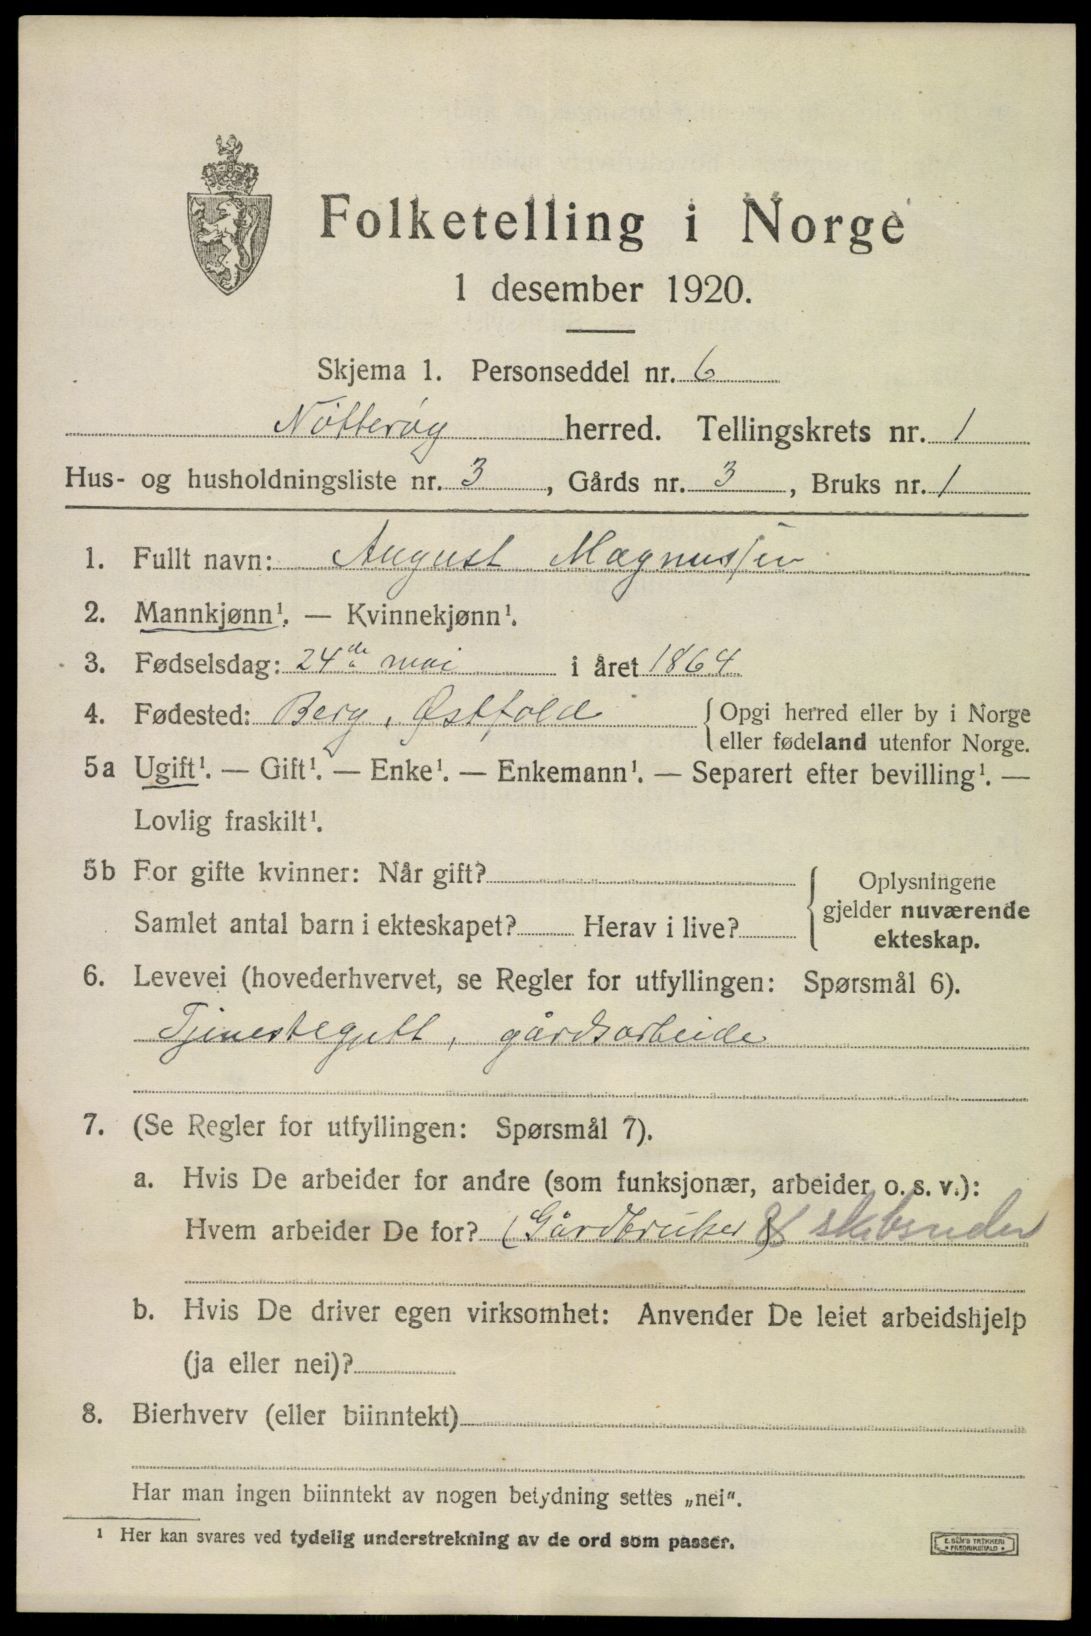 Folketelling i Norge
1 desember 1920.
Skjema 1. Personseddel nr. 6
Nötterøy herred. Tellingskrets nr. 1
Hus- og husholdningsliste nr. 3, Gårds nr. 3, Bruks nr. 1
1. Fullt navn: August Magnussen
2. Mannkjønn¹. — Kvinnekjønn¹.
3. Fødselsdag: 24de mai i året 1864
4. Fødested: Berg, Østfold { Opgi herred eller by i Norge
eller fødeland utenfor Norge.
5a Ugift¹. — Gift¹. — Enke¹. — Enkemann¹. — Separert efter bevilling¹. —
Lovlig fraskilt¹.
5b For gifte kvinner: Når gift?
Samlet antal barn i ekteskapet? Herav i live?
Oplysningene
gjelder nuværende
ekteskap.
6. Levevei (hovederhvervet, se Regler for utfyllingen: Spørsmål 6).
Tjenestegutt, gårdsarbeide
7. (Se Regler for utfyllingen: Spørsmål 7).
a. Hvis De arbeider for andre (som funksjonær, arbeider o. s. v.):
Hvem arbeider De for? (Gårdbruker) & skibsreder
b. Hvis De driver egen virksomhet: Anvender De leiet arbeidshjelp
(ja eller nei)?
8. Bierhverv (eller biinntekt)
Har man ingen biinntekt av nogen betydning settes „nei".
¹ Her kan svares ved tydelig understrekning av de ord som passer.
E. SEM'S TRYKKERI
FREDRIKSHALD